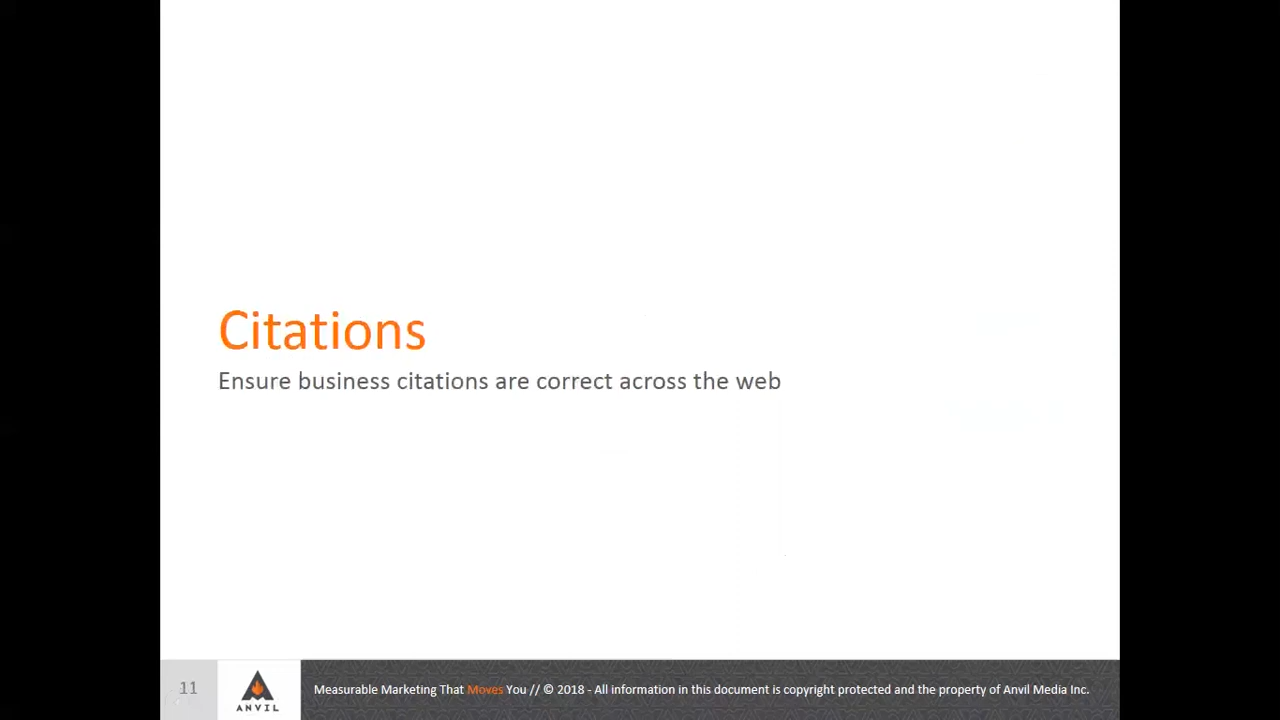 Citations
Ensure business citations are correct across the web
11
ANVIL
Measurable Marketing That Moves You // © 2018 - All information in this document is copyright protected and the property of Anvil Media Inc.